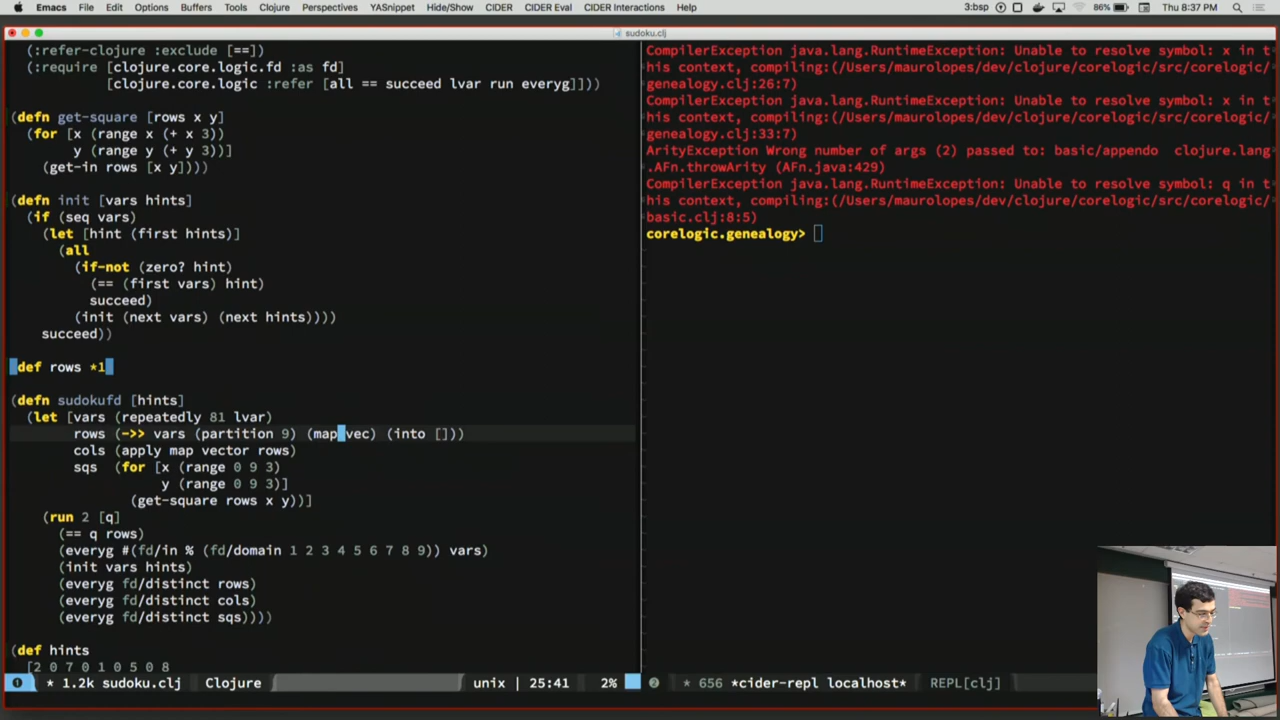 Emacs File Edit Options Buffers Tools Clojure Perspectives YASnippet Hide/Show CIDER CIDER Eval CIDER Interactions Help 3:bsp 86% Thu 8:37 PM
sudoku.clj
(:refer-clojure :exclude [==])
(:require [clojure.core.logic.fd :as fd]
[clojure.core.logic :refer [all == succeed lvar run everyg]]))
(defn get-square [rows x y]
(for [x (range x (+ x 3))
y (range y (+ y 3))]
(get-in rows [x y])))
(defn init [vars hints]
(if (seq vars)
(let [hint (first hints)]
(all
(if-not (zero? hint)
(== (first vars) hint)
succeed)
(init (next vars) (next hints))))
succeed))
(def rows *1)
(defn sudokufd [hints]
(let [vars (repeatedly 81 lvar)
rows (->> vars (partition 9) (map vec) (into []))
cols (apply map vector rows)
sqs (for [x (range 0 9 3)
y (range 0 9 3)]
(get-square rows x y))]
(run 2 [q]
(== q rows)
(everyg #(fd/in % (fd/domain 1 2 3 4 5 6 7 8 9)) vars)
(init vars hints)
(everyg fd/distinct rows)
(everyg fd/distinct cols)
(everyg fd/distinct sqs))))
(def hints
[2 0 7 0 1 0 5 0 8
1 * 1.2k sudoku.clj Clojure unix | 25:41 2%
CompilerException java.lang.RuntimeException: Unable to resolve symbol: x in t
his context, compiling:(/Users/maurolopes/dev/clojure/corelogic/src/corelogic/
genealogy.clj:26:7)
CompilerException java.lang.RuntimeException: Unable to resolve symbol: x in t
his context, compiling:(/Users/maurolopes/dev/clojure/corelogic/src/corelogic/
genealogy.clj:33:7)
ArityException Wrong number of args (2) passed to: basic/appendo clojure.lang
.AFn.throwArity (AFn.java:429)
CompilerException java.lang.RuntimeException: Unable to resolve symbol: q in t
his context, compiling:(/Users/maurolopes/dev/clojure/corelogic/src/corelogic/
basic.clj:8:5)
corelogic.genealogy>
2 * 656 *cider-repl localhost* REPL[clj]